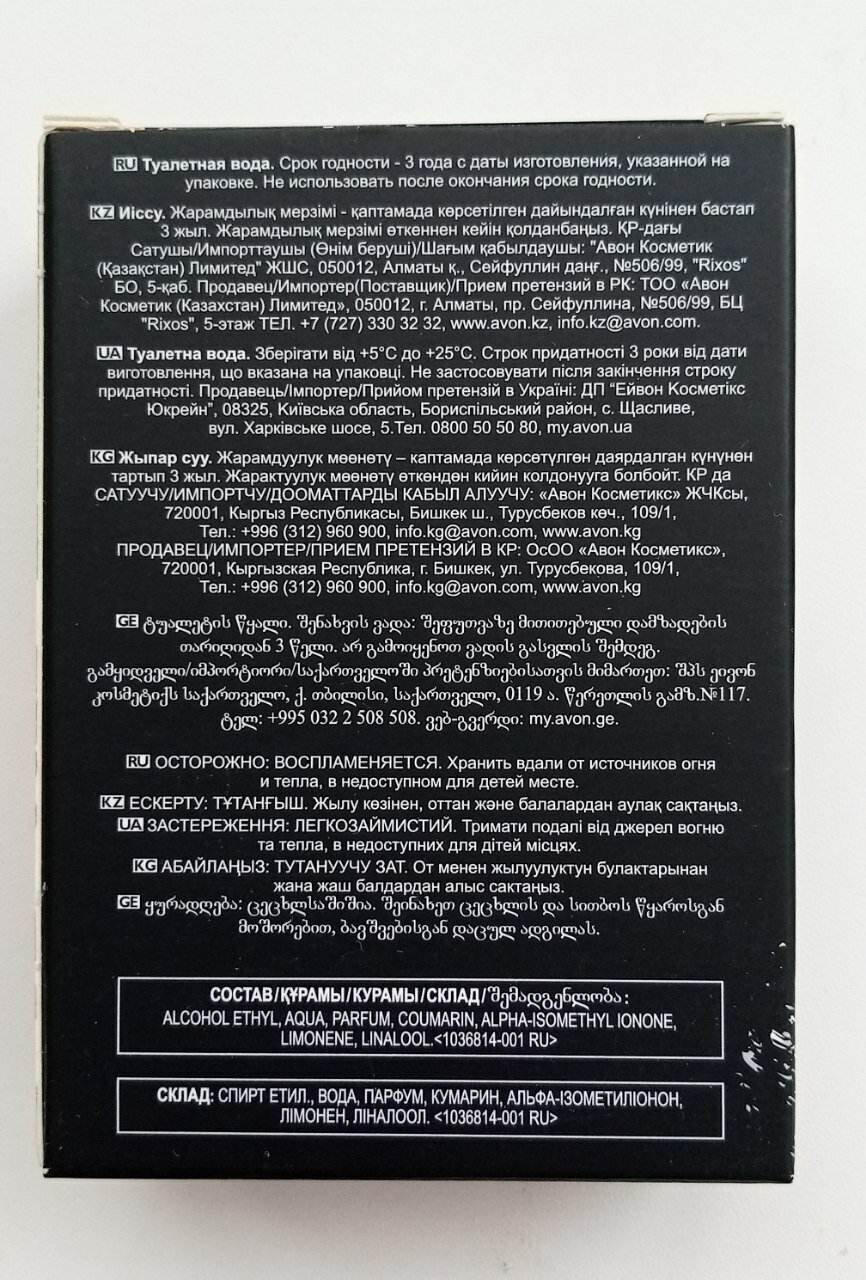 RU Туалетная вода. Срок годности - 3 года с даты изготовления, указанной на
упаковке. Не использовать после окончания срока годности.
KZ Иіссу. Жарамдылық мерзімі - қаптамада көрсетілген дайындалған күнінен бастап
3 жыл. Жарамдылық мерзімі өткеннен кейін қолданбаңыз. ҚР-дағы
Сатушы/Импорттаушы (Өнім беруші)/Шағым қабылдаушы: "Авон Косметик
(Қазақстан) Лимитед" ЖШС, 050012, Алматы қ., Сейфуллин даңғ., №506/99, "Rixos"
БО, 5-қаб. Продавец/Импортер(Поставщик)/Прием претензий в РК: ТОО «Авон
Косметик (Казахстан) Лимитед», 050012, г. Алматы, пр. Сейфуллина, №506/99, БЦ
"Rixos", 5-этаж ТЕЛ. +7 (727) 330 32 32, www.avon.kz, info.kz@avon.com.
UA Туалетна вода. Зберігати від +5°С до +25°С. Строк придатності 3 роки від дати
виготовлення, що вказана на упаковці. Не застосовувати після закінчення строку
придатності. Продавець/Імпортер/Прийом претензій в Україні: ДП “Ейвон Косметікс
Юкрейн”, 08325, Київська область, Бориспільський район, с. Щасливе,
вул. Харківське шосе, 5.Тел. 0800 50 50 80, my.avon.ua
KG Жыпар суу. Жарамдуулук мөөнөтү – каптамада көрсөтүлгөн даярдалган күнүнөн
тартып 3 жыл. Жарактуулук мөөнөтү өткөндөн кийин колдонууга болбойт. КР да
САТУУЧУ/ИМПОРТЧУ/ДООМАТТАРДЫ КАБЫЛ АЛУУЧУ: «Авон Косметикс» ЖЧКсы,
720001, Кыргыз Республикасы, Бишкек ш., Турусбеков көч., 109/1,
Тел.: +996 (312) 960 900, info.kg@avon.com, www.avon.kg
ПРОДАВЕЦ/ИМПОРТЕР/ПРИЕМ ПРЕТЕНЗИЙ В КР: ОсОО «Авон Косметикс»,
720001, Кыргызская Республика, г. Бишкек, ул. Турусбекова, 109/1,
Тел.: +996 (312) 960 900, info.kg@avon.com, www.avon.kg
GE ტუალეტის წყალი. შენახვის ვადა: შეფუთვაზე მითითებული დამზადების
თარიღიდან 3 წელი. არ გამოიყენოთ ვადის გასვლის შემდეგ.
გამყიდველი/იმპორტიორი/საქართველოში პრეტენზიებისათვის მიმართეთ: შპს ეივონ
კოსმეტიქს საქართველო, ქ. თბილისი, საქართველო, 0119 ა. წერეთლის გამზ.№117.
ტელ: +995 032 2 508 508. ვებ-გვერდი: my.avon.ge.
RU ОСТОРОЖНО: ВОСПЛАМЕНЯЕТСЯ. Хранить вдали от источников огня
и тепла, в недоступном для детей месте.
KZ ЕСКЕРТУ: ТҰТАНҒЫШ. Жылу көзінен, оттан және балалардан аулақ сақтаңыз.
UA ЗАСТЕРЕЖЕННЯ: ЛЕГКОЗАЙМИСТИЙ. Тримати подалі від джерел вогню
та тепла, в недоступних для дітей місцях.
KG АБАЙЛАҢЫЗ: ТУТАНУУЧУ ЗАТ. От менен жылуулуктун булактарынан
жана жаш балдардан алыс сактаңыз.
GE ყურადღება: ცეცხლსაშიშია. შეინახეთ ცეცხლის და სითბოს წყაროსგან
მოშორებით, ბავშვებისგან დაცულ ადგილას.
СОСТАВ/ҚҰРАМЫ/КУРАМЫ/СКЛАД/შემადგენლობა:
ALCOHOL ETHYL, AQUA, PARFUM, COUMARIN, ALPHA-ISOMETHYL IONONE,
LIMONENE, LINALOOL.<1036814-001 RU>
СКЛАД: СПИРТ ЕТИЛ., ВОДА, ПАРФУМ, КУМАРИН, АЛЬФА-ІЗОМЕТИЛІОНОН,
ЛІМОНЕН, ЛІНАЛООЛ. <1036814-001 RU>